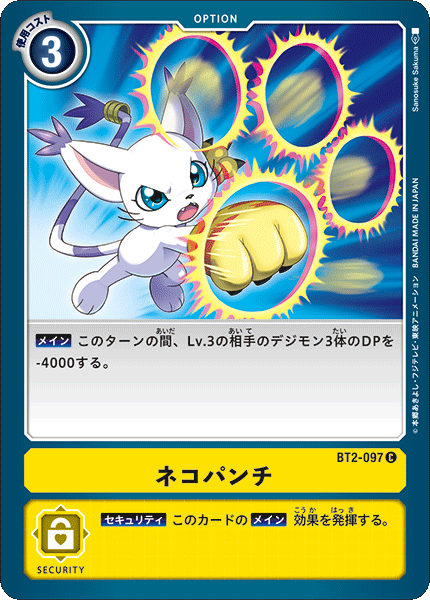 使用コスト
3
OPTION
Sanosuke Sakuma
©本郷あきよし・フジテレビ・東映アニメーション BANDAI MADE IN JAPAN
メイン このターンの間、Lv.3の相手のデジモン3体のDPを
-4000する。
BT2-097 C
ネコパンチ
セキュリティ このカードの メイン 効果を発揮する。
SECURITY